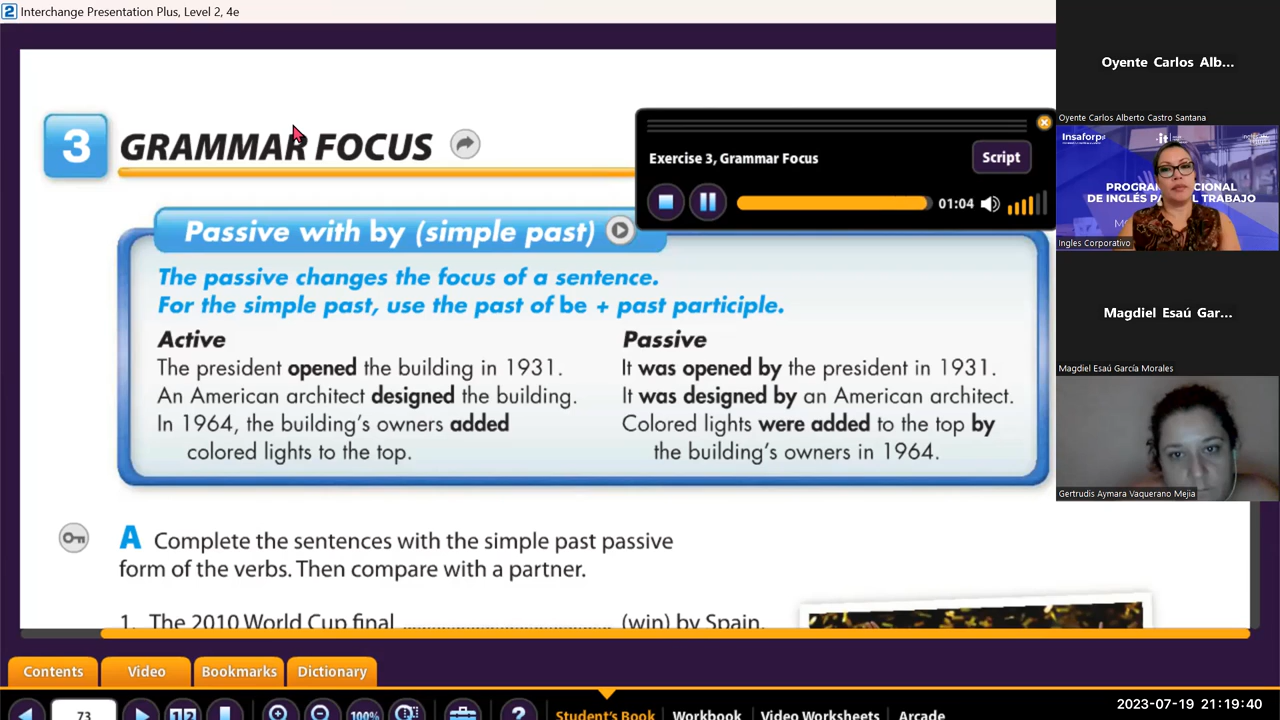 Interchange Presentation Plus, Level 2, 4e
3 GRAMMAR FOCUS
Exercise 3, Grammar Focus
Script
01:04
Passive with by (simple past)
The passive changes the focus of a sentence.
For the simple past, use the past of be + past participle.
Active
The president opened the building in 1931.
An American architect designed the building.
In 1964, the building's owners added
colored lights to the top.
Passive
It was opened by the president in 1931.
It was designed by an American architect.
Colored lights were added to the top by
the building's owners in 1964.
A Complete the sentences with the simple past passive
form of the verbs. Then compare with a partner.
1. The 2010 World Cup final ........................................ (win) by Spain.
Contents
Video
Bookmarks
Dictionary
73
1 2
100%
?
Student's Book
Workbook
Video Worksheets
Arcade
Oyente Carlos Alb...
Oyente Carlos Alberto Castro Santana
Insaforp
it
DE INGLÉS PA
TRABAJO
Ingles Corporativo
Magdiel Esaú Gar...
Magdiel Esaú García Morales
Gertrudis Aymara Vaquerano Mejia
2023-07-19 21:19:40